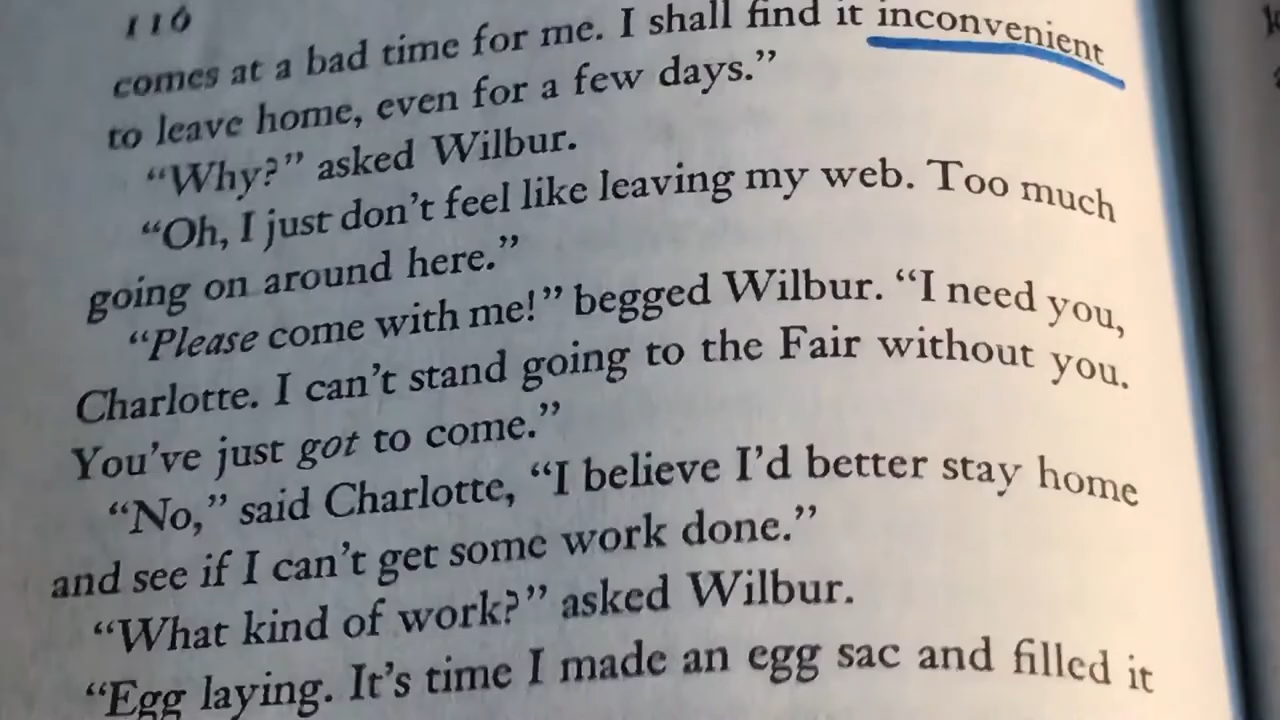 116
comes at a bad time for me. I shall find it inconvenient
to leave home, even for a few days.”
“Why?” asked Wilbur.
“Oh, I just don’t feel like leaving my web. Too much
going on around here.”
“Please come with me!” begged Wilbur. “I need you,
Charlotte. I can’t stand going to the Fair without you.
You’ve just got to come.”
“No,” said Charlotte, “I believe I’d better stay home
and see if I can’t get some work done.”
“What kind of work?” asked Wilbur.
“Egg laying. It’s time I made an egg sac and filled it